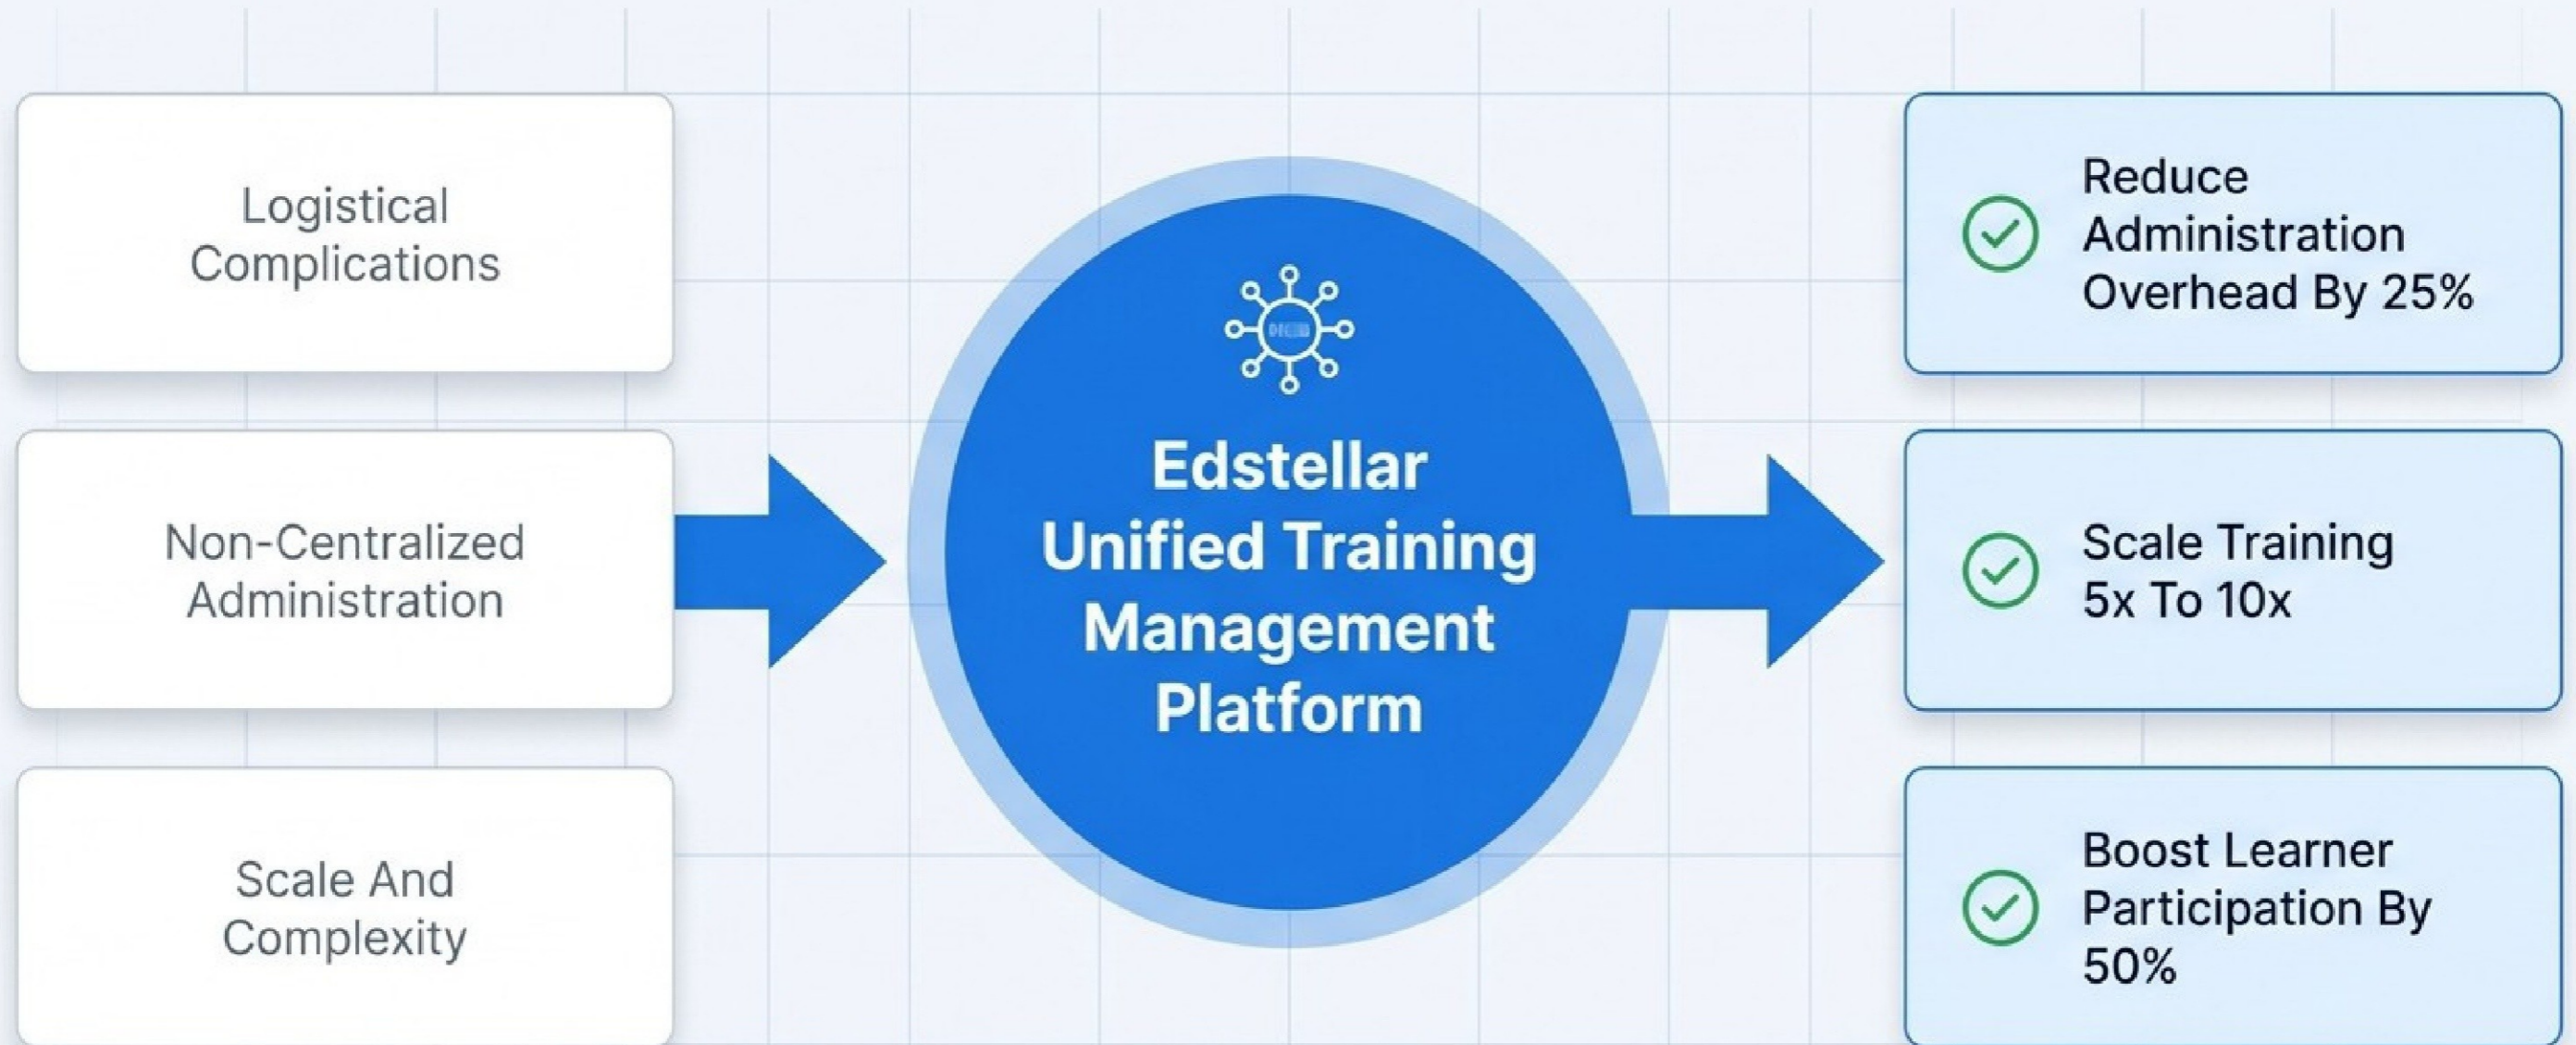 Logistical
Complications
Non-Centralized
Administration
Scale And
Complexity
Edstellar
Unified Training
Management
Platform
Reduce
Administration
Overhead By 25%
Scale Training
5x To 10x
Boost Learner
Participation By
50%